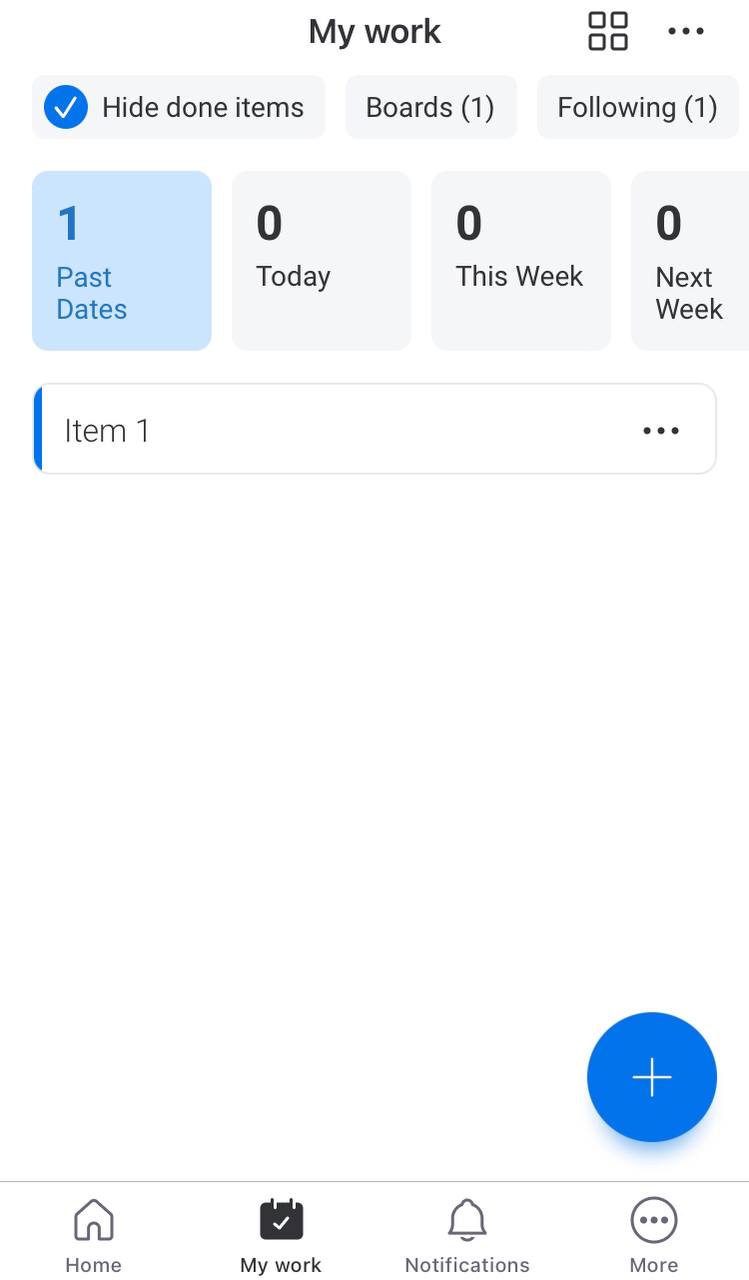 My work
Hide done items
Boards (1)
Following (1)
1
Past
Dates
0
Today
0
This Week
0
Next
Week
Item 1
Home
My work
Notifications
More